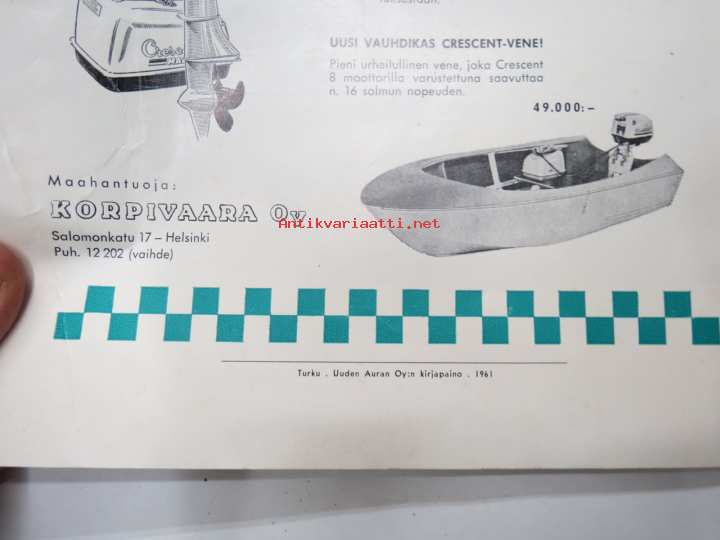 UUSI VAUHDIKAS CRESCENT-VENE!
Pieni urheilullinen vene, joka Crescent
8 moottorilla varustettuna saavuttaa
n. 16 solmun nopeuden.
49.000:–
Crescent
Maahantuoja:
KORPIVAARA Oy
Salomonkatu 17 – Helsinki
Puh. 12 202 (vaihde)
Antikvariaatti.net
Turku . Uuden Auran Oy:n kirjapaino . 1961